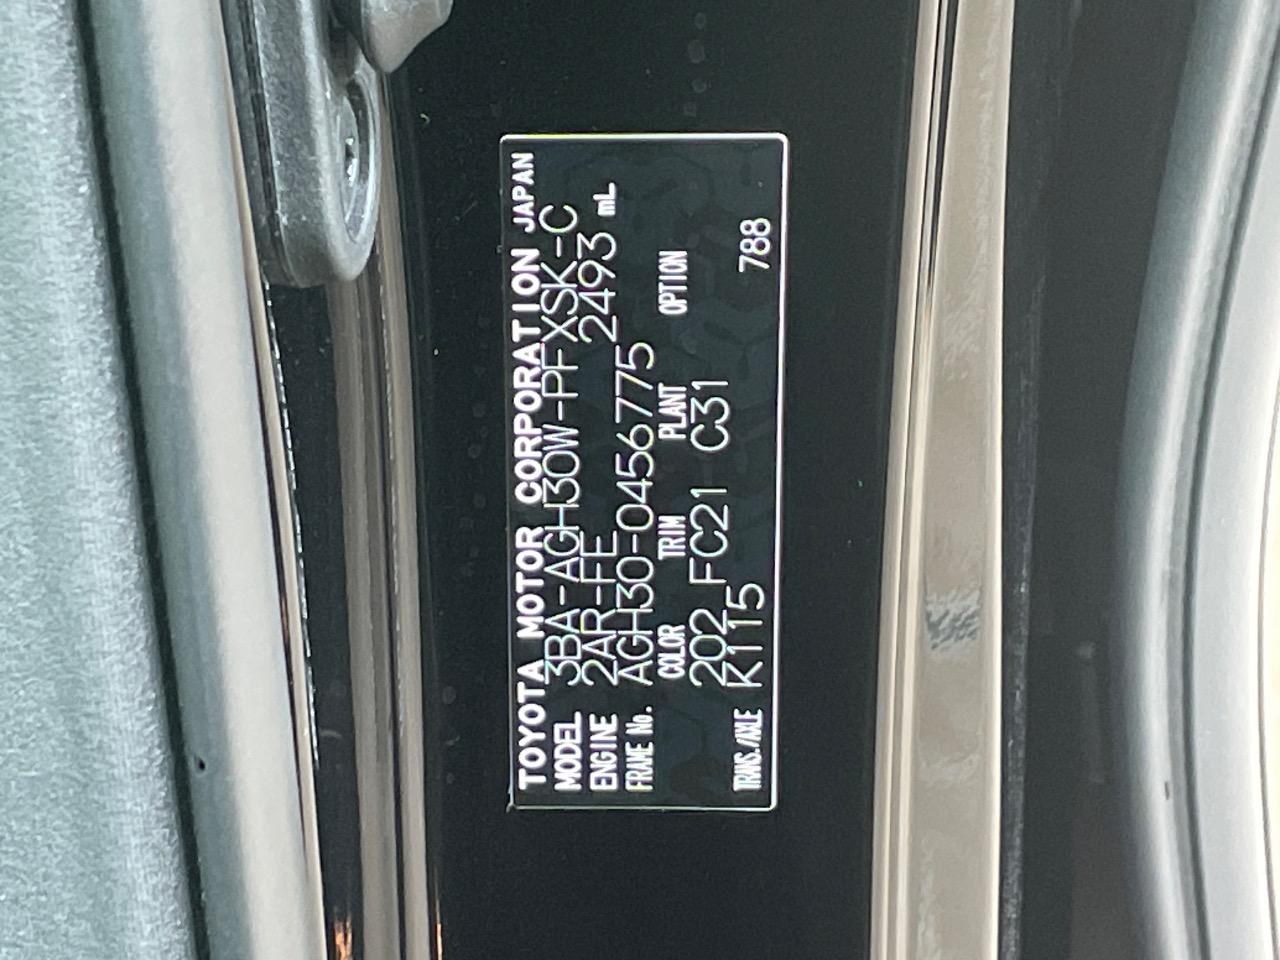 TOYOTA MOTOR CORPORATION JAPAN
MODEL 3BA-AGH30W-PFXSK-C
ENGINE 2AR-FE 2493 mL
FRAME No. AGH30-0456775
COLOR TRIM PLANT OPTION
202 FC21 C31
TRANS./AXLE K115 788